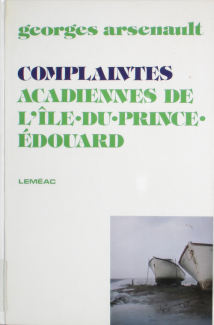 georges arsenault
COMPLAINTES
ACADIENNES DE
L'ÎLE•DU•PRINCE•
ÉDOUARD
LEMÉAC